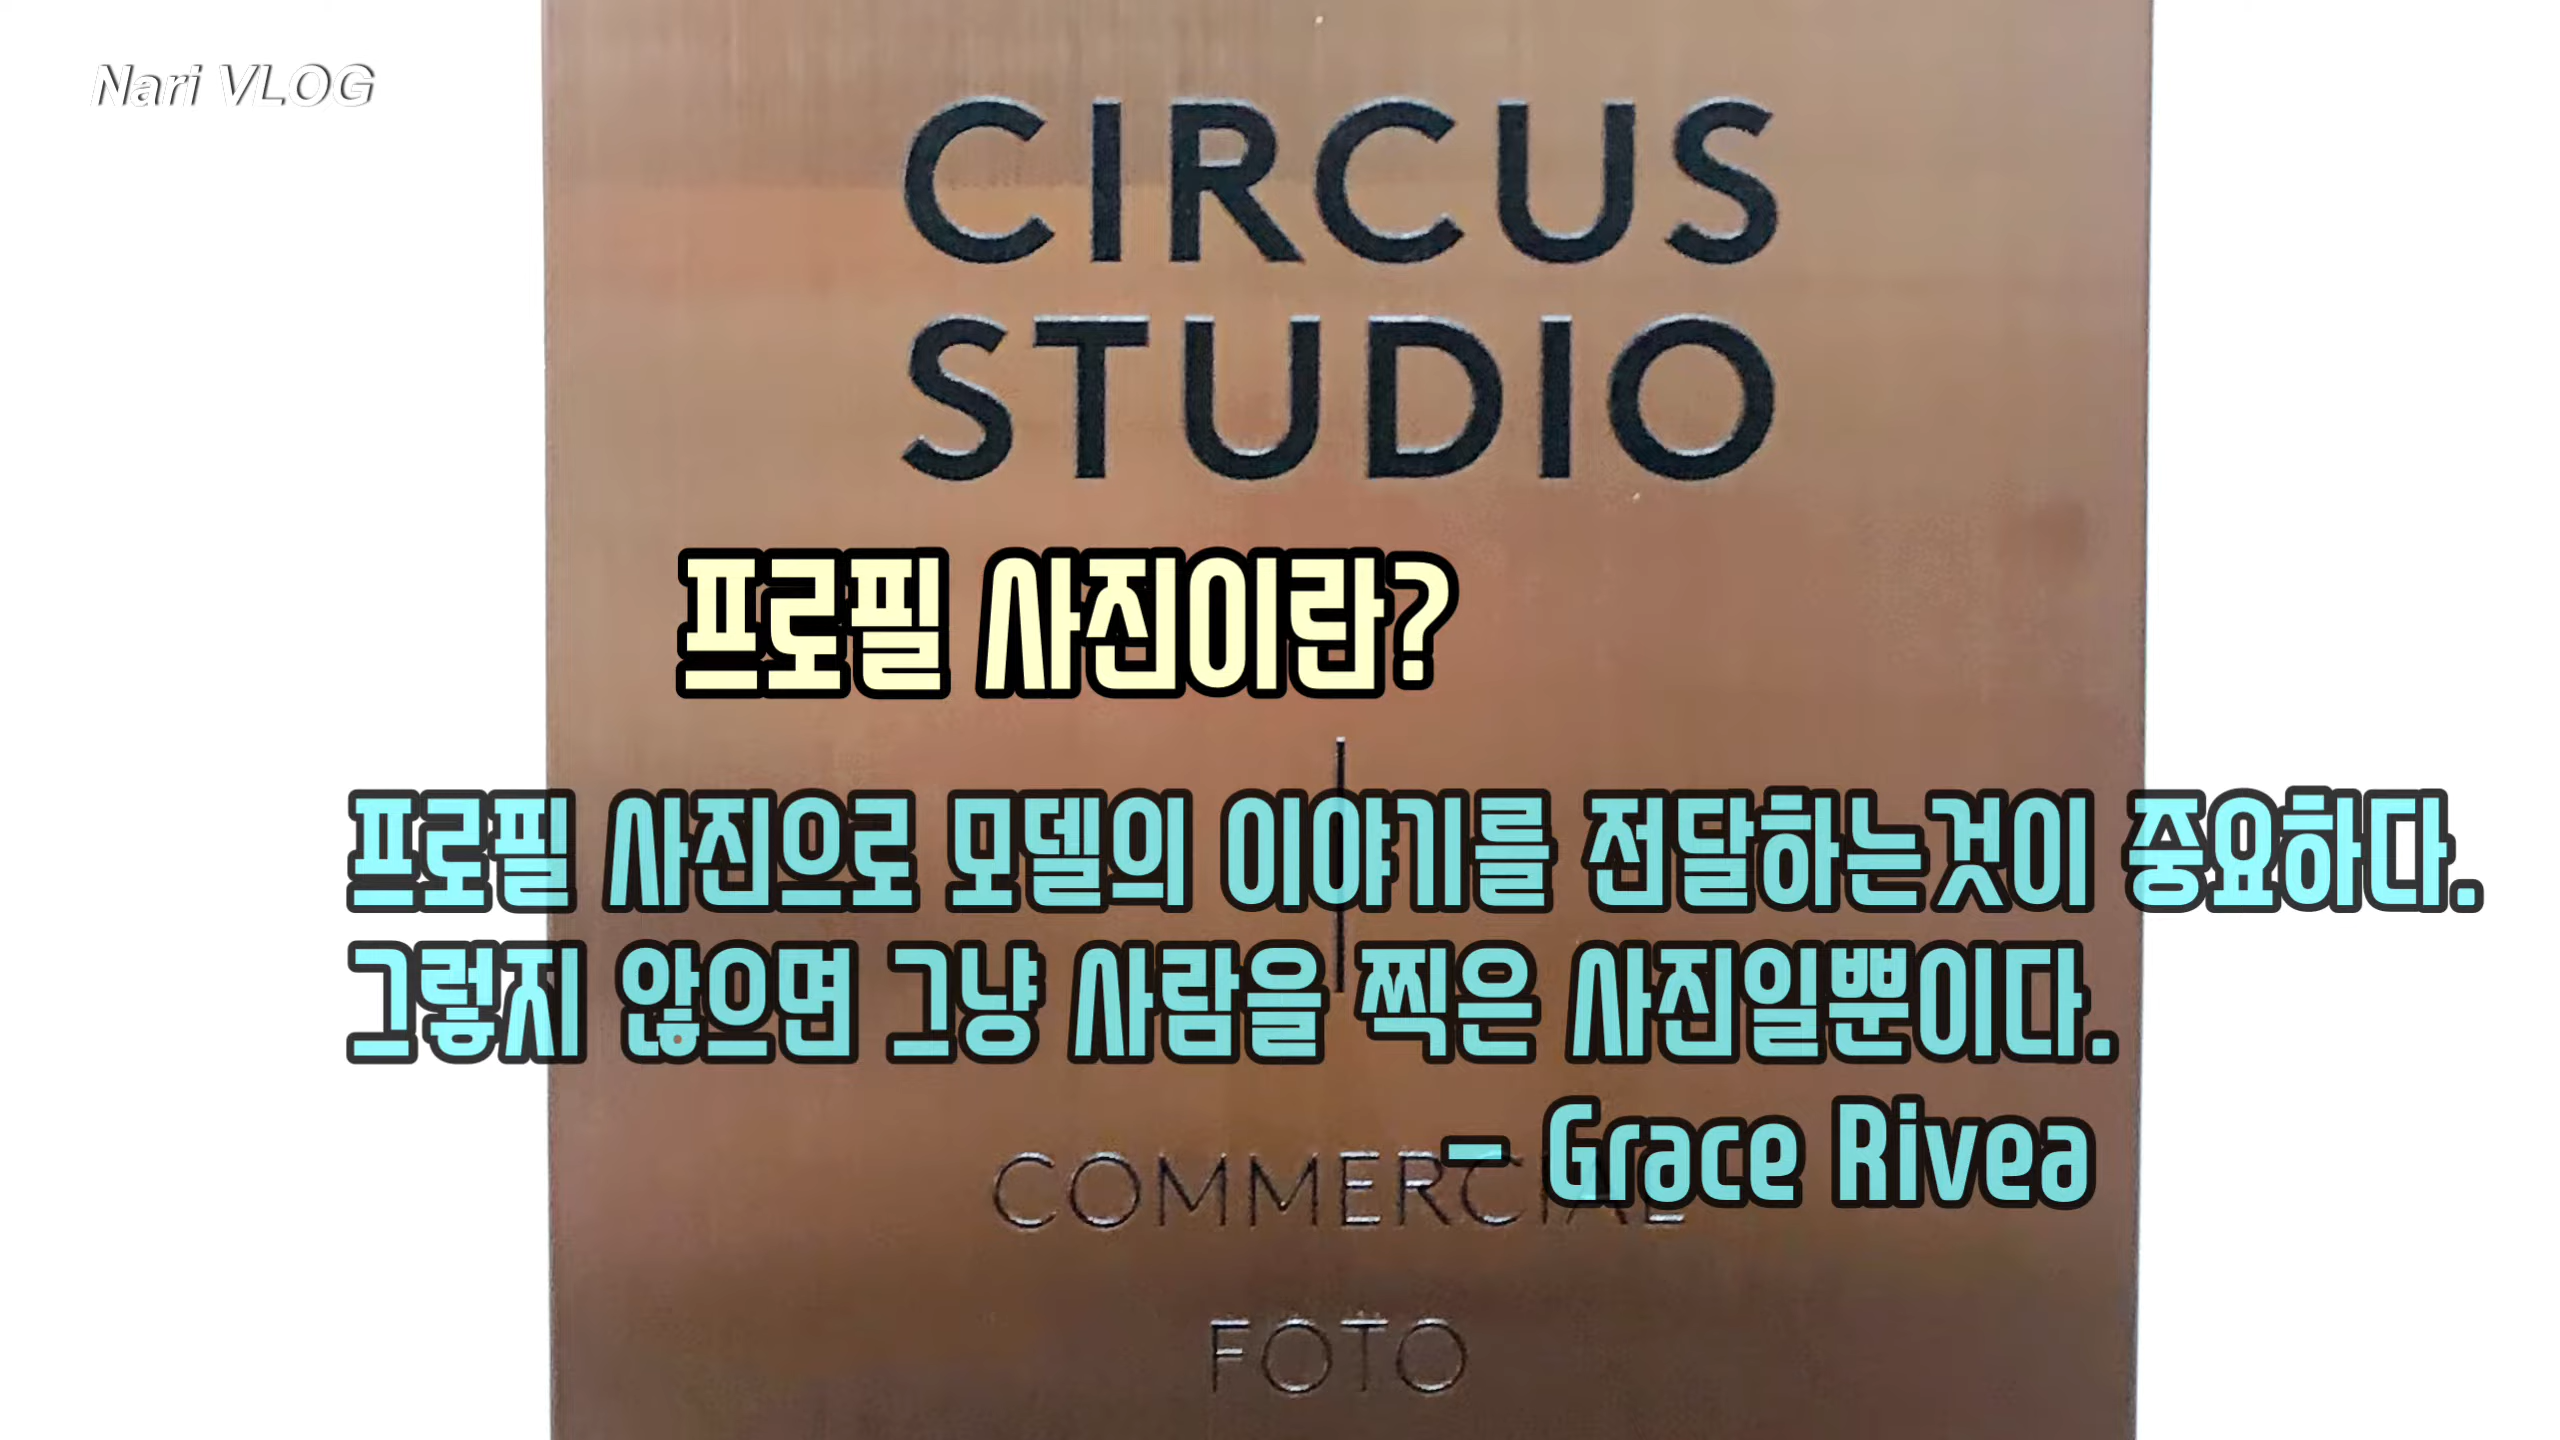 Nari VLOG
CIRCUS
STUDIO
프로필 사진이란?
프로필 사진으로 모델의 이야기를 전달하는것이 중요하다.
그렇지 않으면 그냥 사람을 찍은 사진일뿐이다.
- Grace Rivea
COMMERCIAL
FOTO